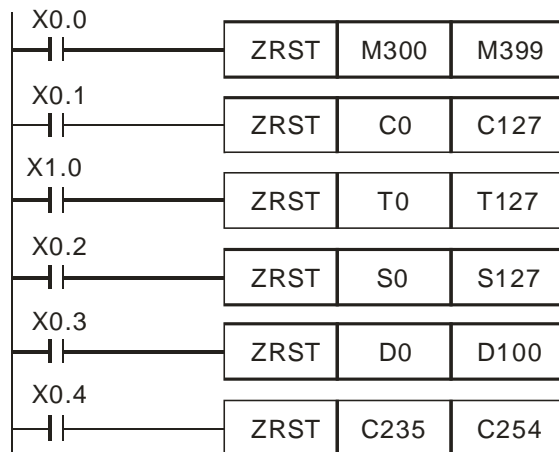 X0.0
ZRST M300 M399
X0.1
ZRST C0 C127
X1.0
ZRST T0 T127
X0.2
ZRST S0 S127
X0.3
ZRST D0 D100
X0.4
ZRST C235 C254